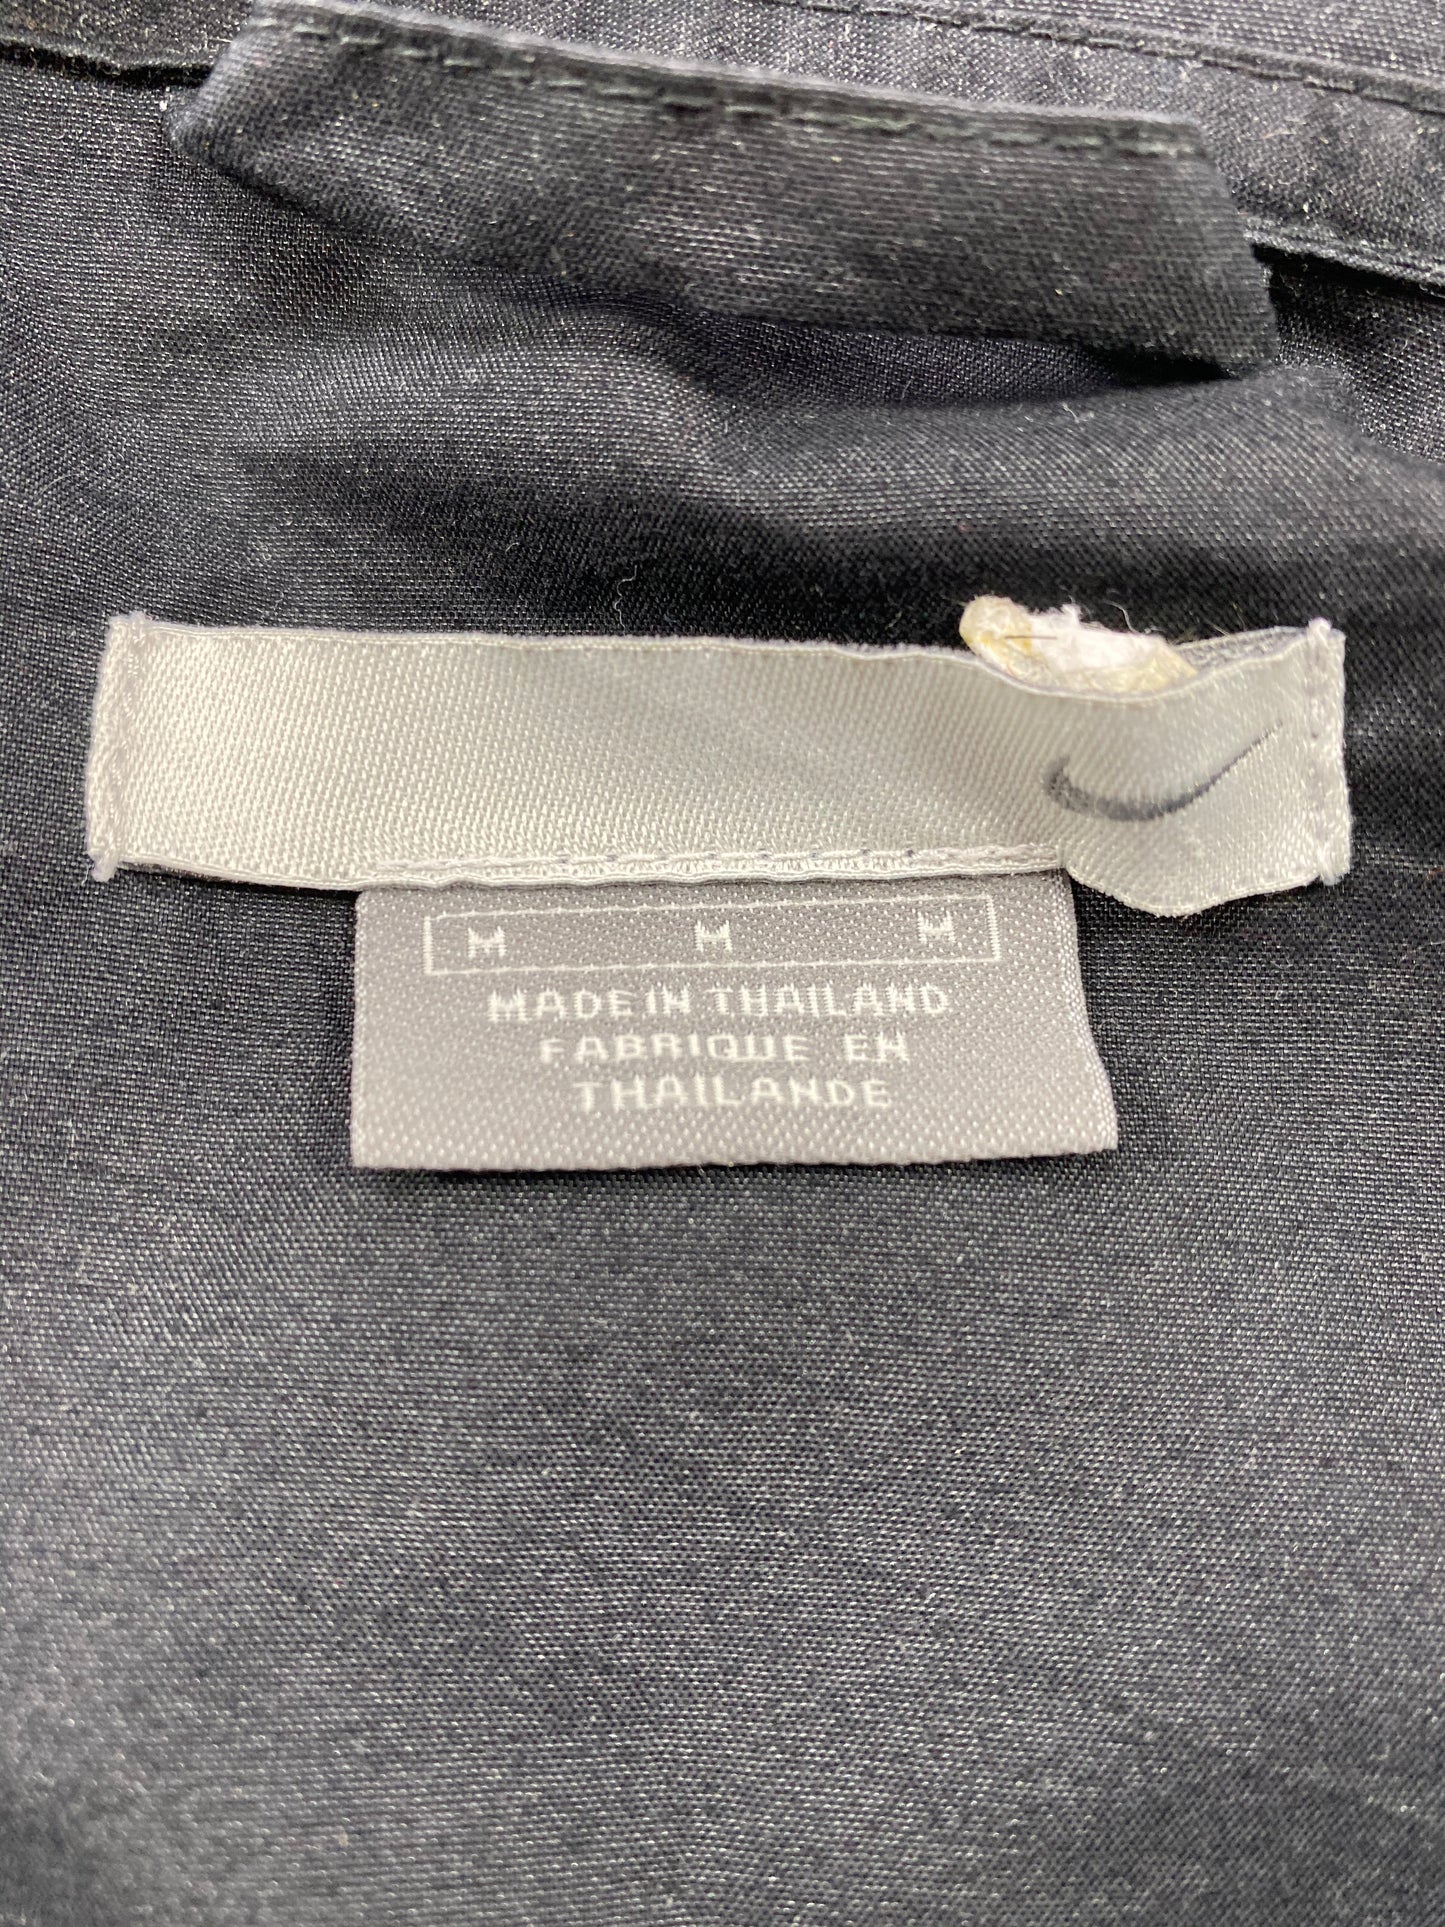 M M M
MADE IN THAILAND
FABRIQUE EN
THAILANDE